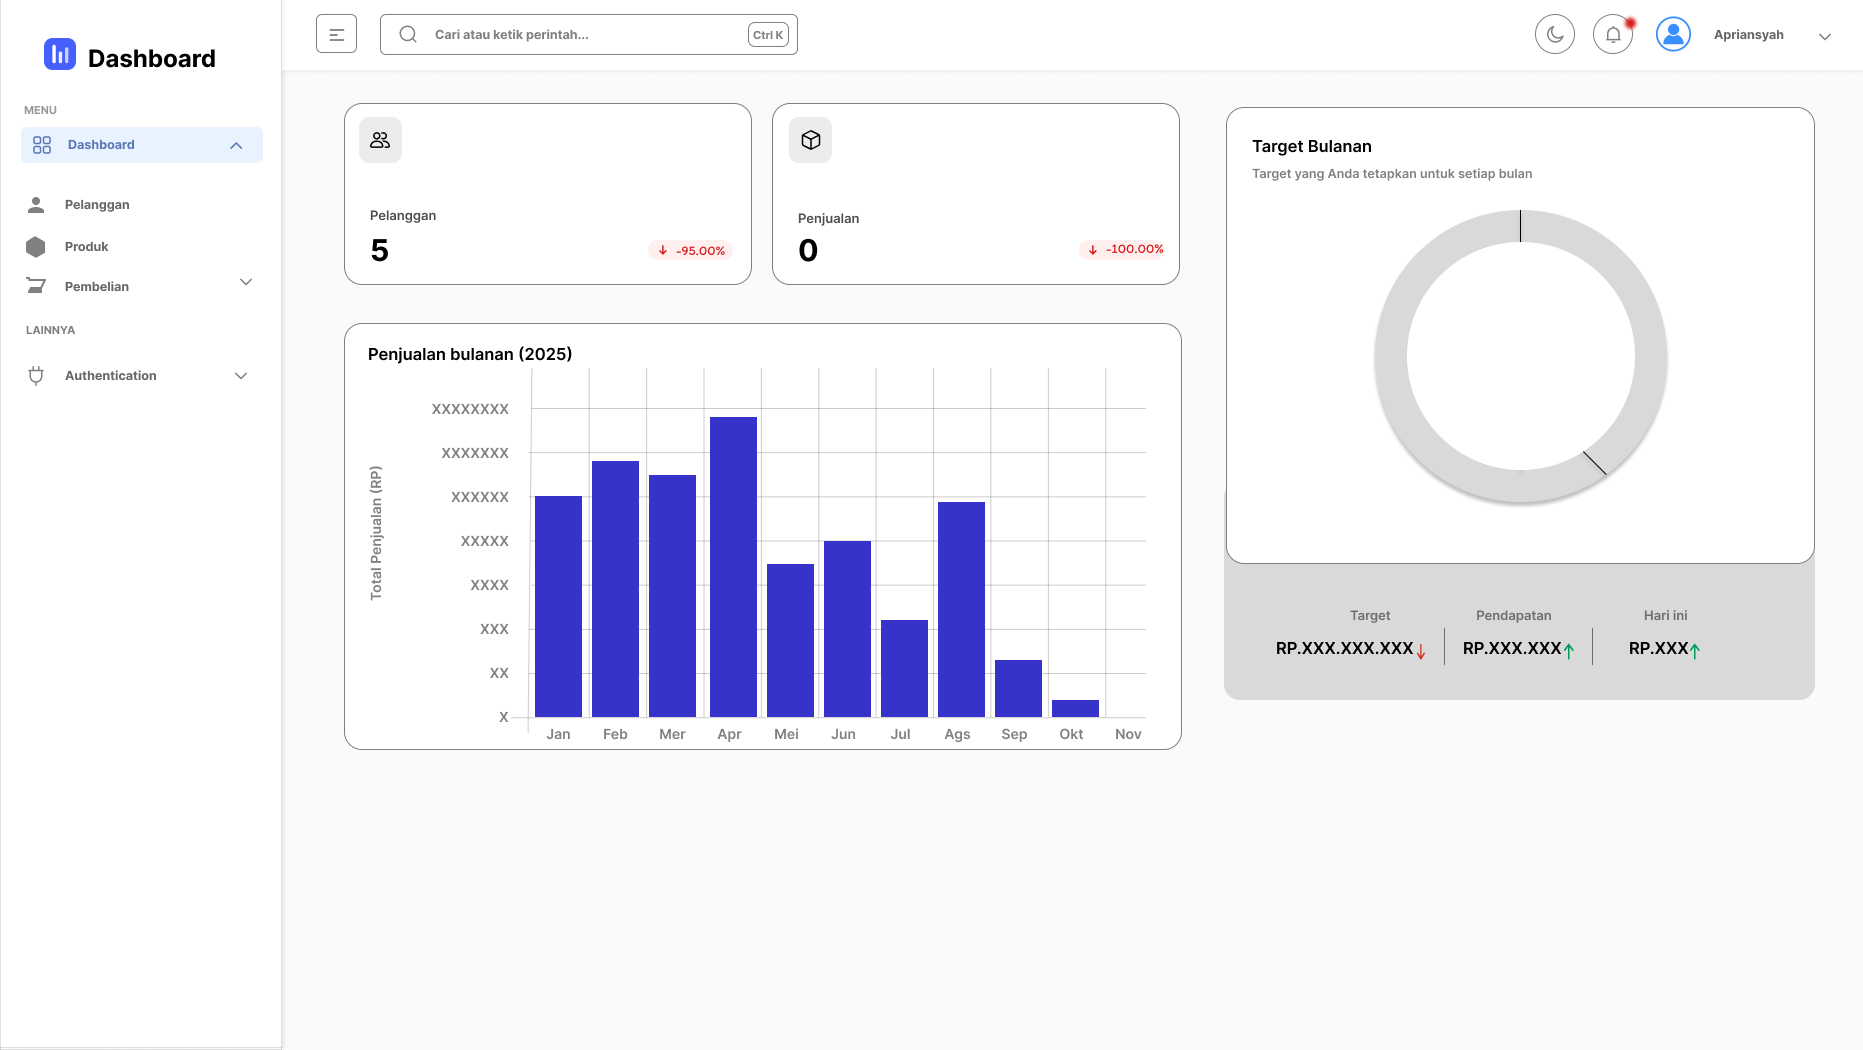 Dashboard
MENU
Dashboard
Pelanggan
Produk
Pembelian
LAINNYA
Authentication
Cari atau ketik perintah...
Ctrl K
Apriansyah
Pelanggan
5
-95.00%
Penjualan
0
-100.00%
Penjualan bulanan (2025)
Total Penjualan (RP)
XXXXXXXX
XXXXXXX
XXXXXX
XXXXX
XXXX
XXX
XX
X
Jan Feb Mer Apr Mei Jun Jul Ags Sep Okt Nov
Target Bulanan
Target yang Anda tetapkan untuk setiap bulan
Target Pendapatan Hari ini
RP.XXX.XXX.XXX RP.XXX.XXX RP.XXX